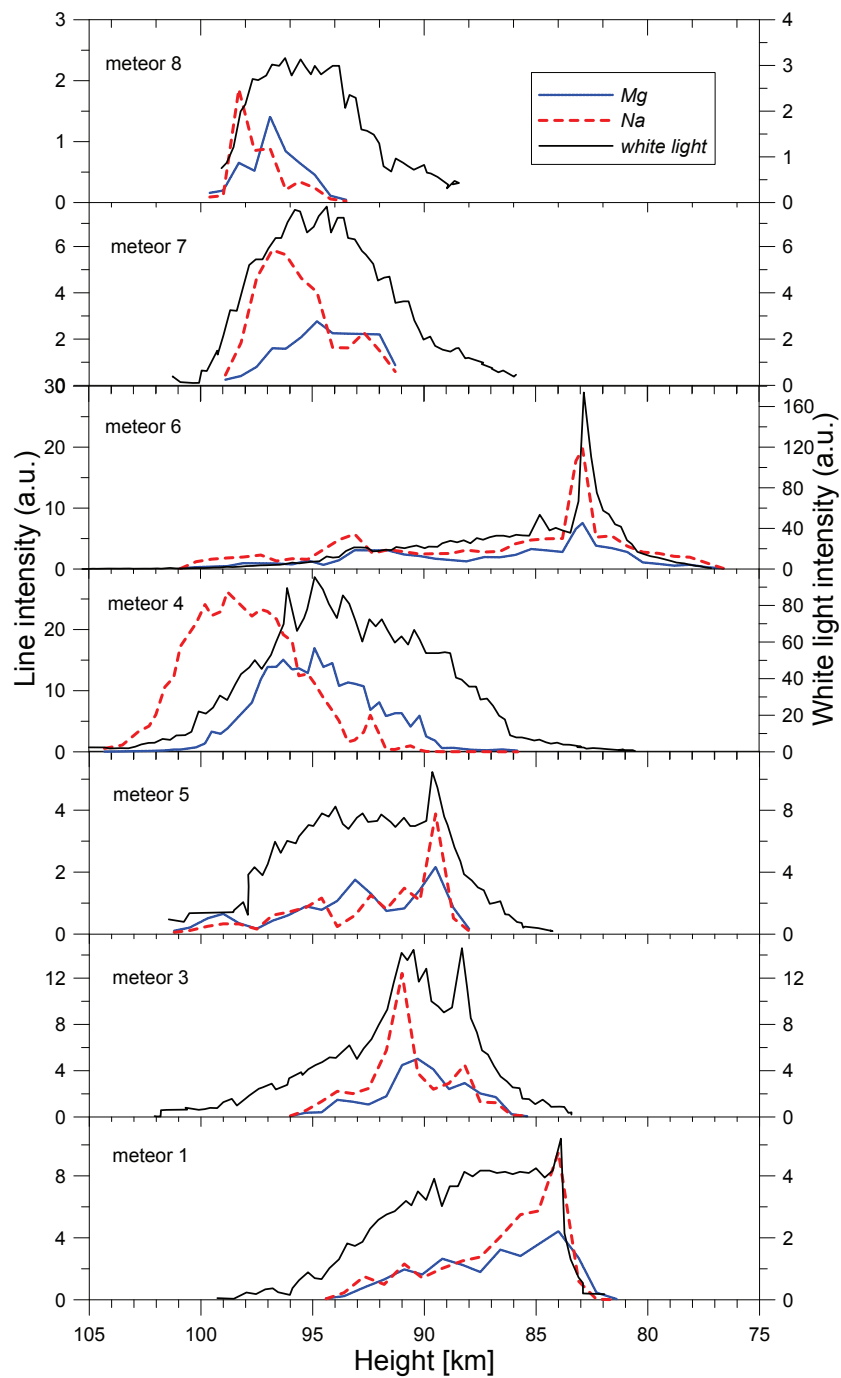 3 4
meteor 8
Mg
Na
white light
2 3
2
1
1
0 0
meteor 7
6 6
4 4
2 2
0 0
30
meteor 6
160
20 120
80
10
40
0 0
meteor 4
80
20
60
40
10
20
0 0
Line intensity (a.u.)
White light intensity (a.u.)
meteor 5
4 8
2 4
0 0
meteor 3
12 12
8 8
4 4
0 0
meteor 1
8 4
4 2
0 0
105 100 95 90 85 80 75
Height [km]